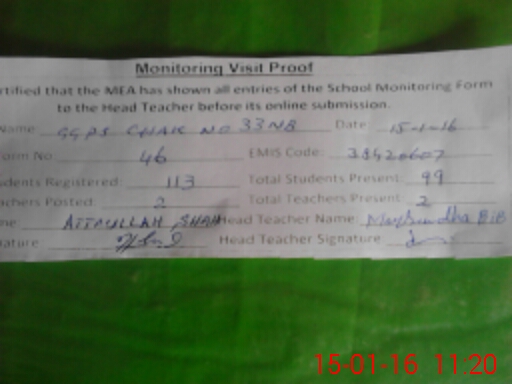 Monitoring Visit Proof
rtified that the MEA has shown all entries of the School Monitoring Form
to the Head Teacher before its online submission.
Name GGPS CHAK NO 33NB Date: 15-1-16
orm No 46 EMIS Code: 38420607
udents Registered: 113 Total Students Present: 99
achers Posted: 2 Total Teachers Present: 2
me: ATTAULLAH SHAH Head Teacher Name BiBi
nature Head Teacher Signature
15-01-16 11:20